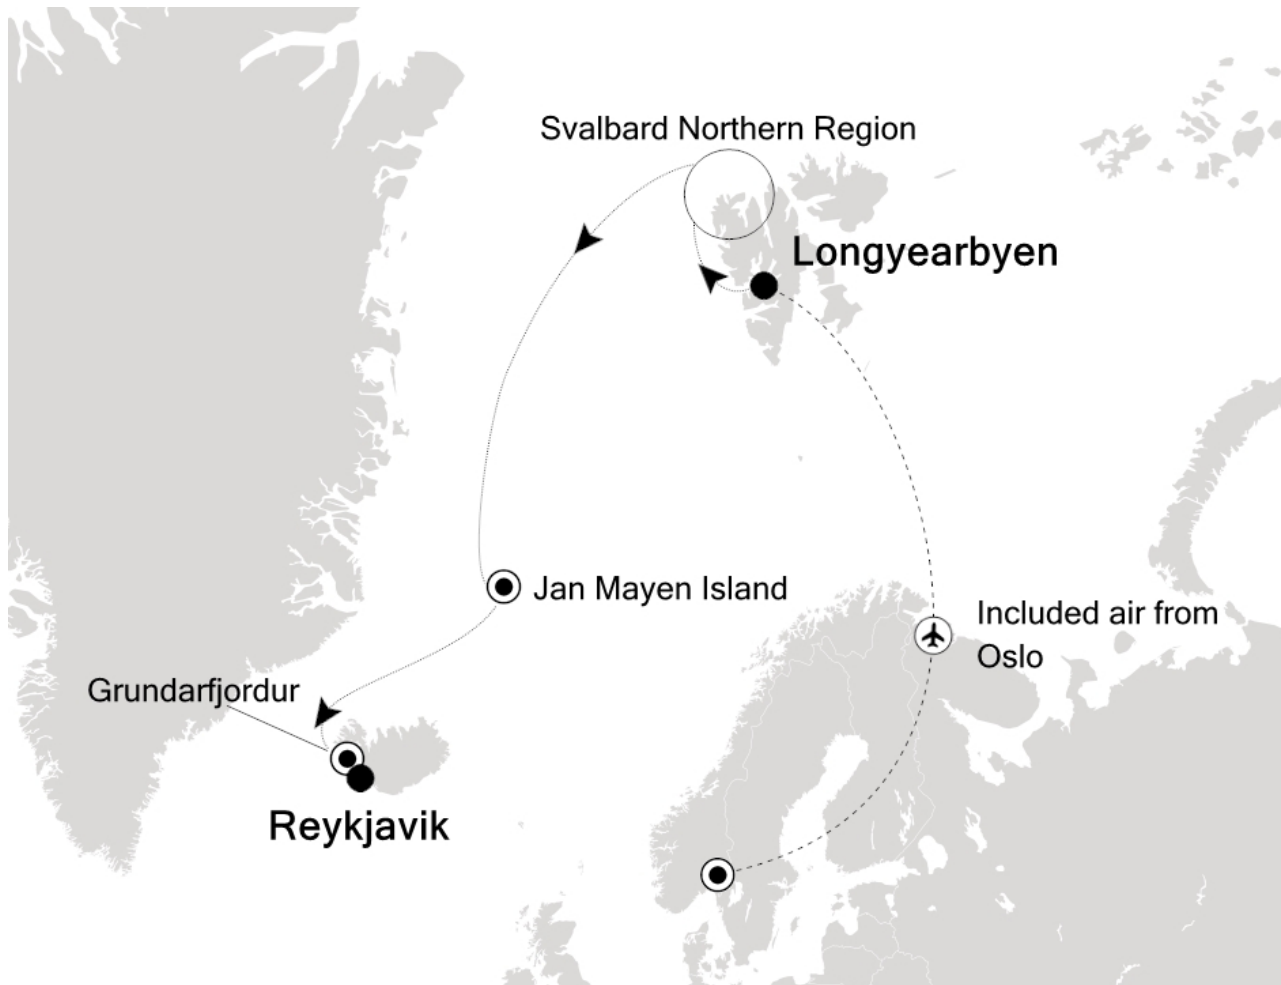 Svalbard Northern Region
Longyearbyen
Jan Mayen Island
Included air from
Oslo
Grundarfjordur
Reykjavik